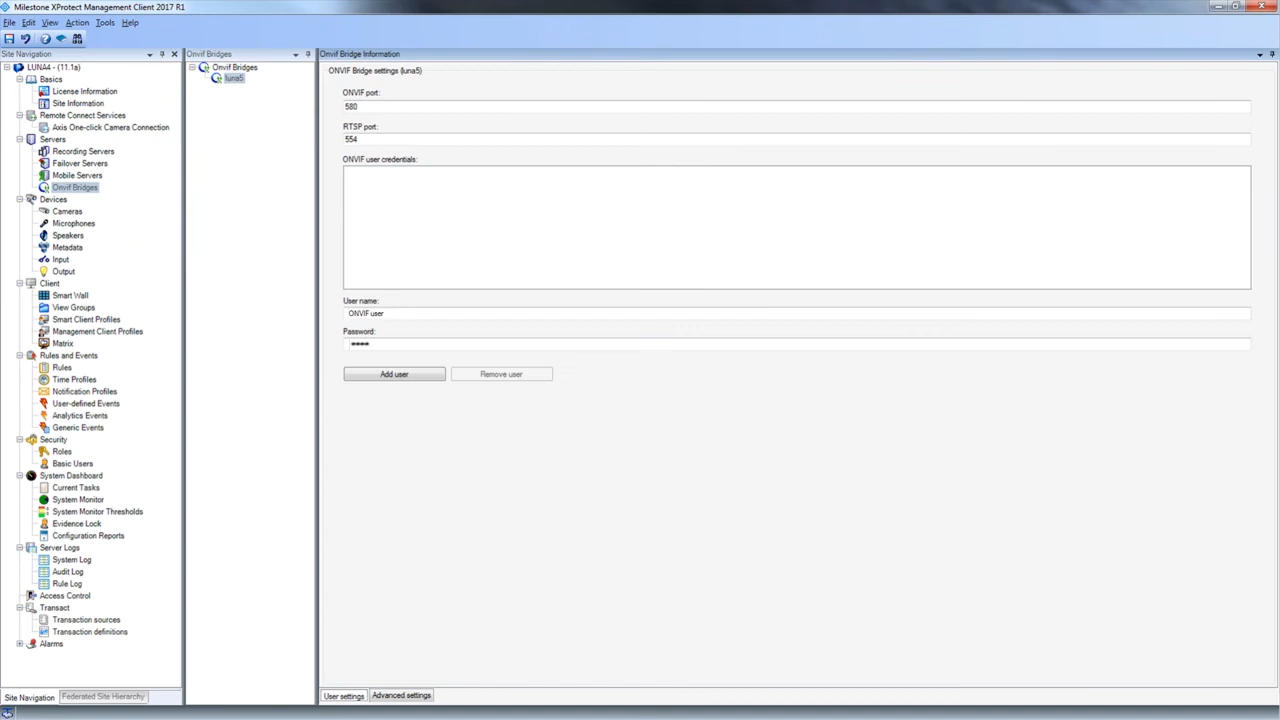 Milestone XProtect Management Client 2017 R1
File Edit View Action Tools Help
Site Navigation
LUNA4 - (11.1a)
Basics
License Information
Site Information
Remote Connect Services
Axis One-click Camera Connection
Servers
Recording Servers
Failover Servers
Mobile Servers
Onvif Bridges
Devices
Cameras
Microphones
Speakers
Metadata
Input
Output
Client
Smart Wall
View Groups
Smart Client Profiles
Management Client Profiles
Matrix
Rules and Events
Rules
Time Profiles
Notification Profiles
User-defined Events
Analytics Events
Generic Events
Security
Roles
Basic Users
System Dashboard
Current Tasks
System Monitor
System Monitor Thresholds
Evidence Lock
Configuration Reports
Server Logs
System Log
Audit Log
Rule Log
Access Control
Transact
Transaction sources
Transaction definitions
Alarms
Site Navigation Federated Site Hierarchy
Onvif Bridges
Onvif Bridges
luna5
Onvif Bridge Information
ONVIF Bridge settings (luna5)
ONVIF port:
580
RTSP port:
554
ONVIF user credentials:
User name:
ONVIF user
Password:
****
Add user Remove user
User settings Advanced settings